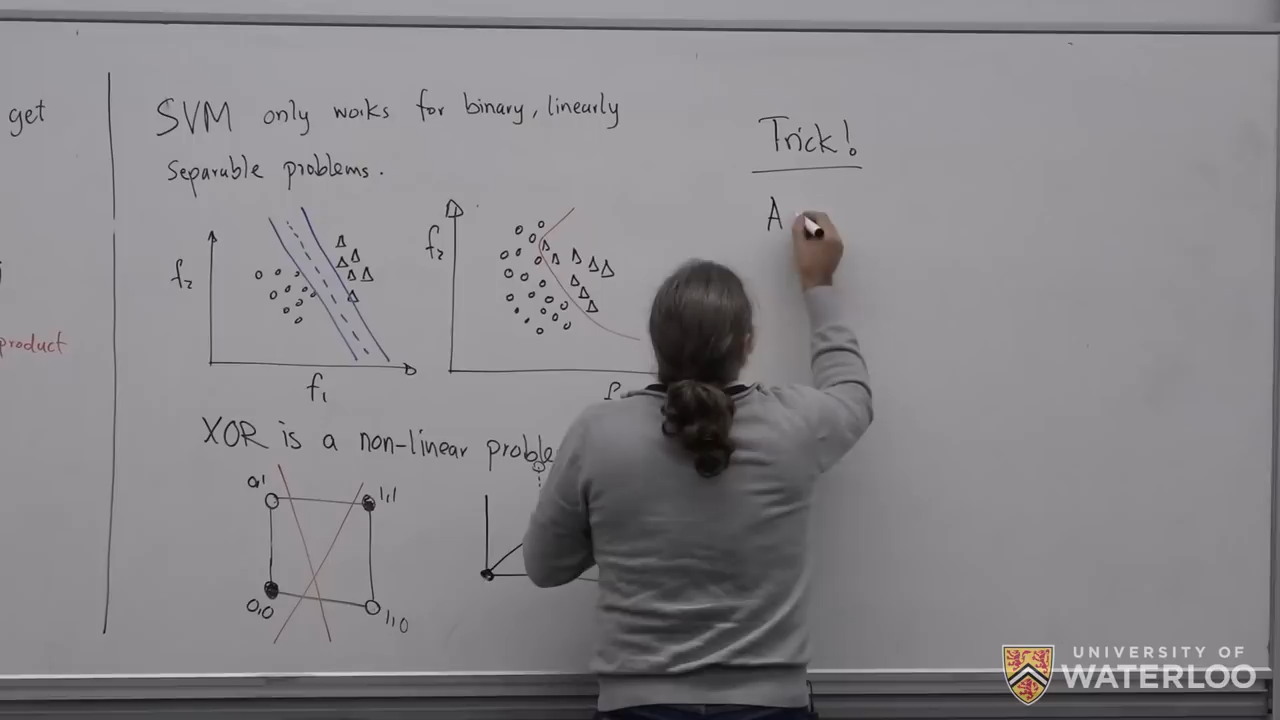 get
product
SVM only works for binary, linearly
separable problems.
f₂
f₁
f₂
XOR is a non-linear proble
0,1
1,1
0,0
1,0
Trick!
A
UNIVERSITY OF
WATERLOO